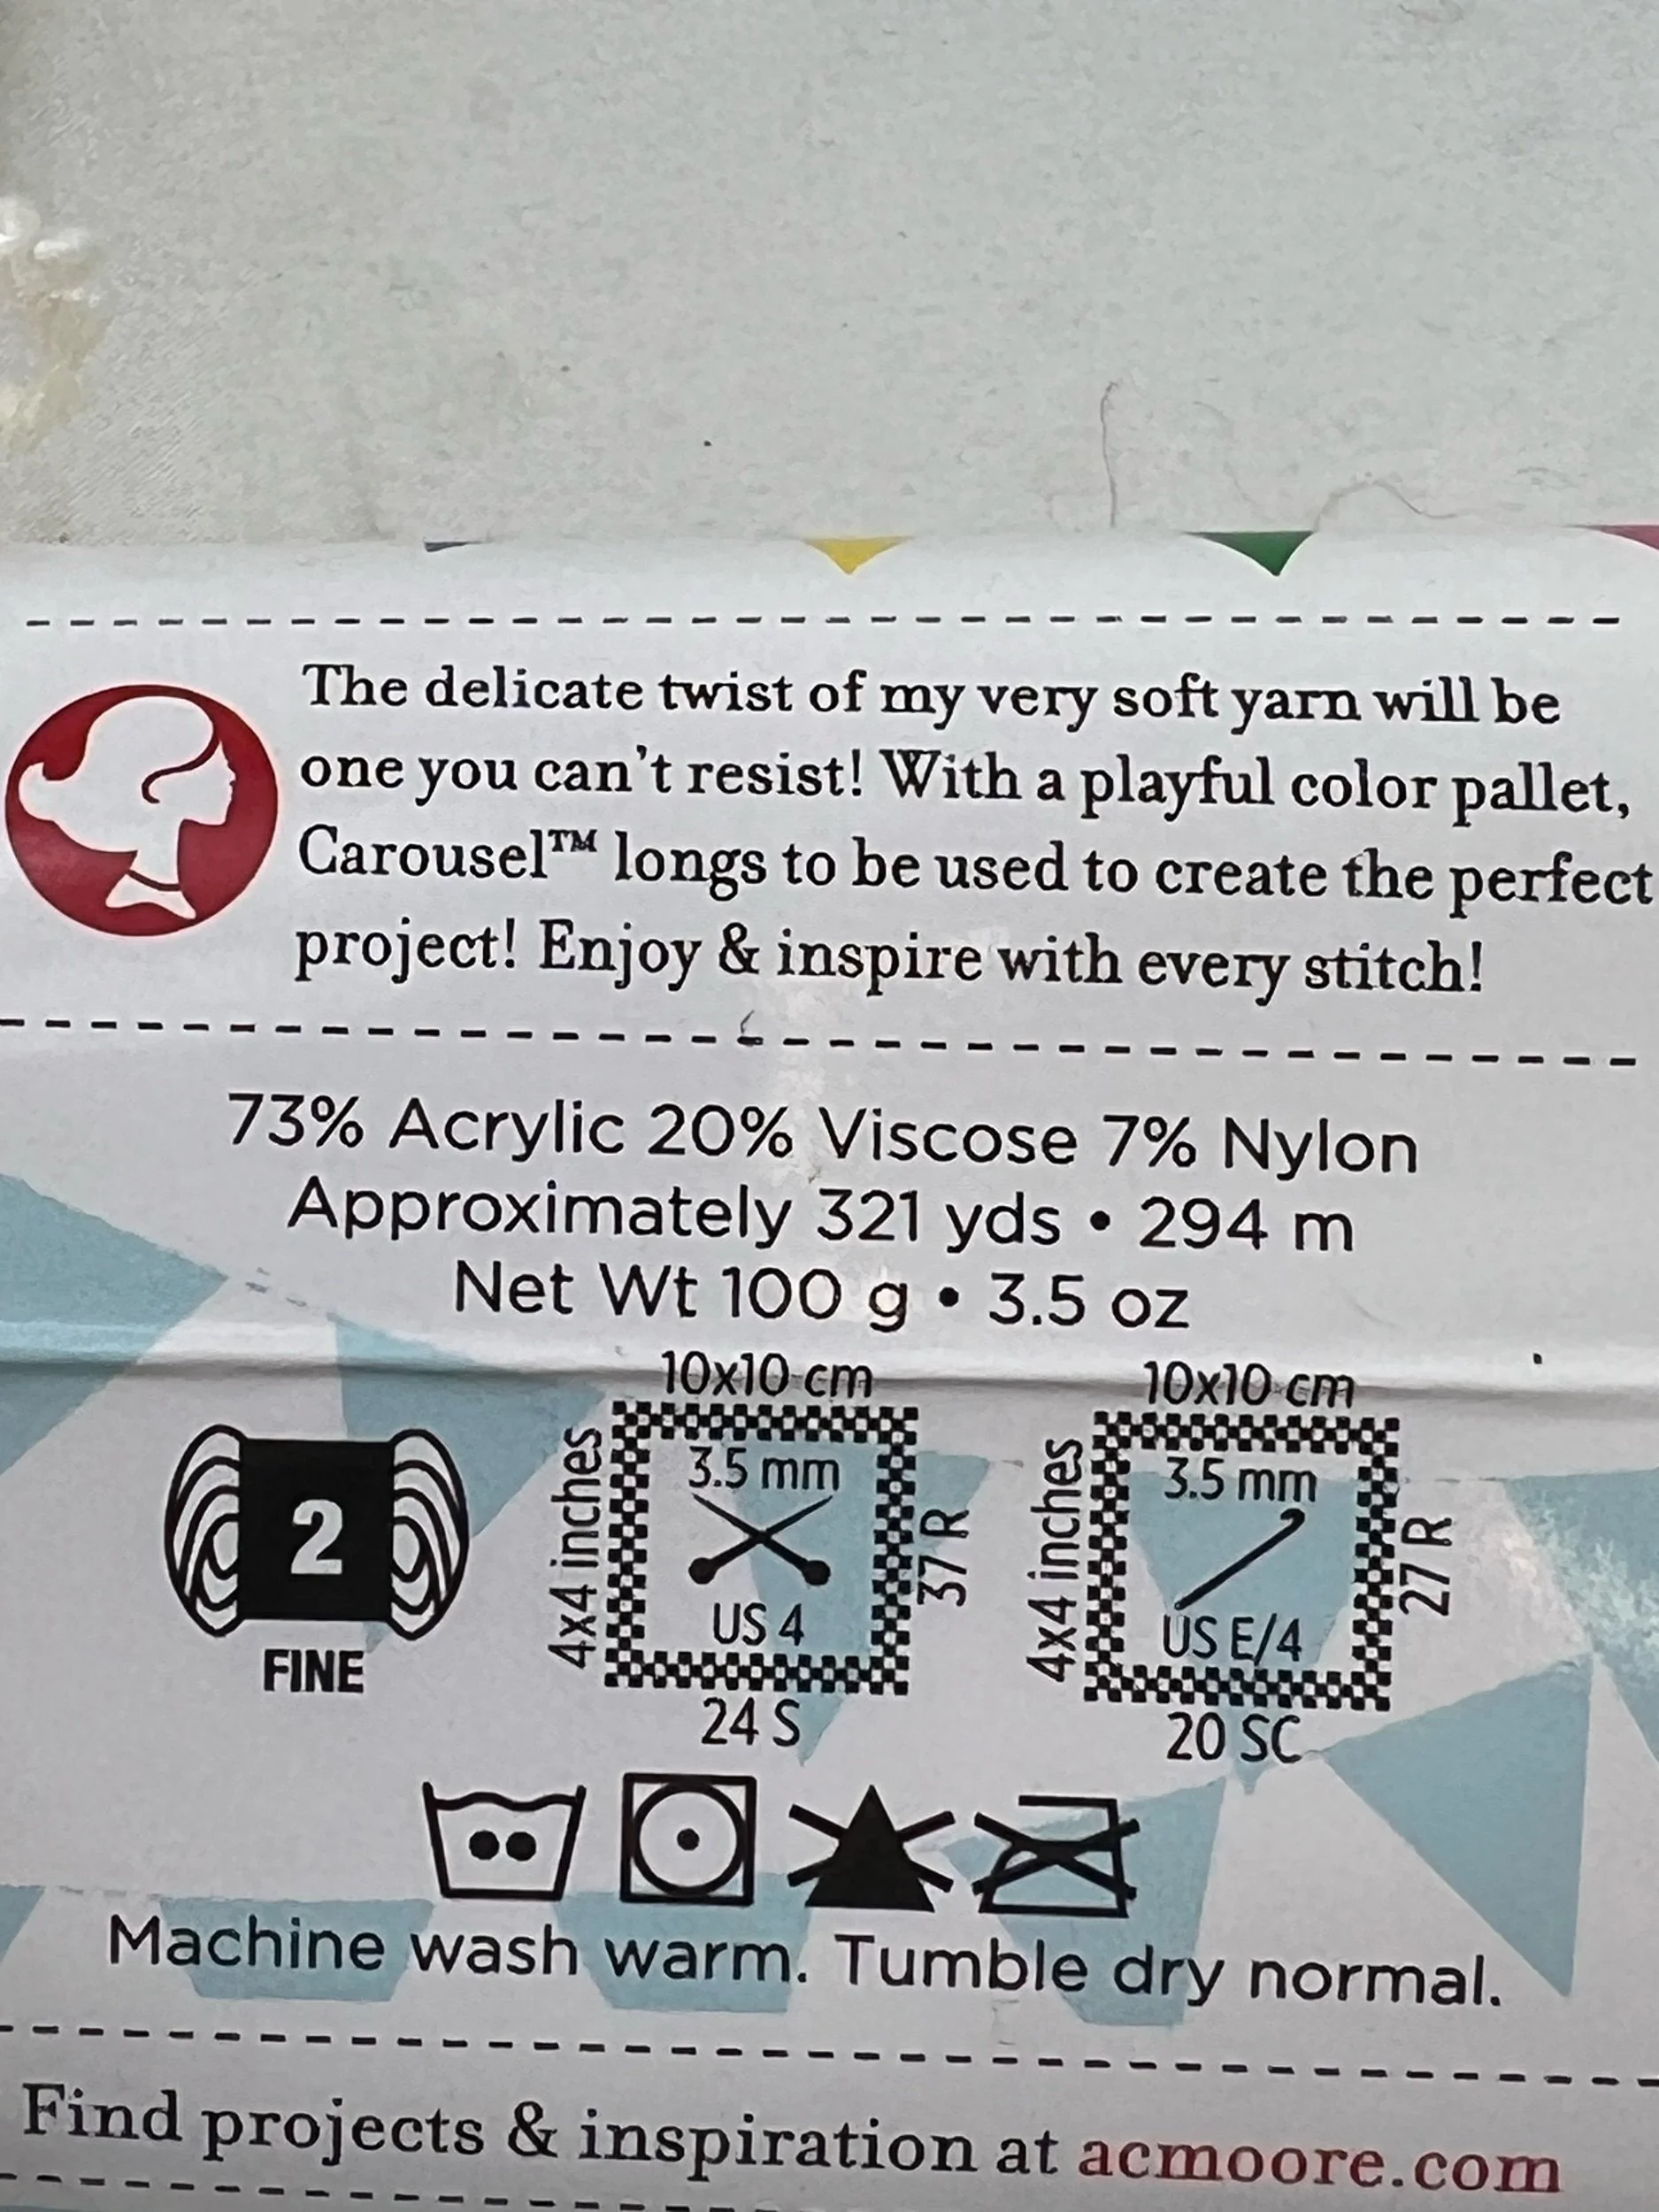 The delicate twist of my very soft yarn will be
one you can't resist! With a playful color pallet,
Carousel™ longs to be used to create the perfect
project! Enjoy & inspire with every stitch!
73% Acrylic 20% Viscose 7% Nylon
Approximately 321 yds • 294 m
Net Wt 100 g • 3.5 oz
2
FINE
10x10 cm
4x4 inches
3.5 mm
US 4
37 R
24 S
10x10 cm
4x4 inches
3.5 mm
US E/4
27 R
20 SC
Machine wash warm. Tumble dry normal.
Find projects & inspiration at acmoore.com